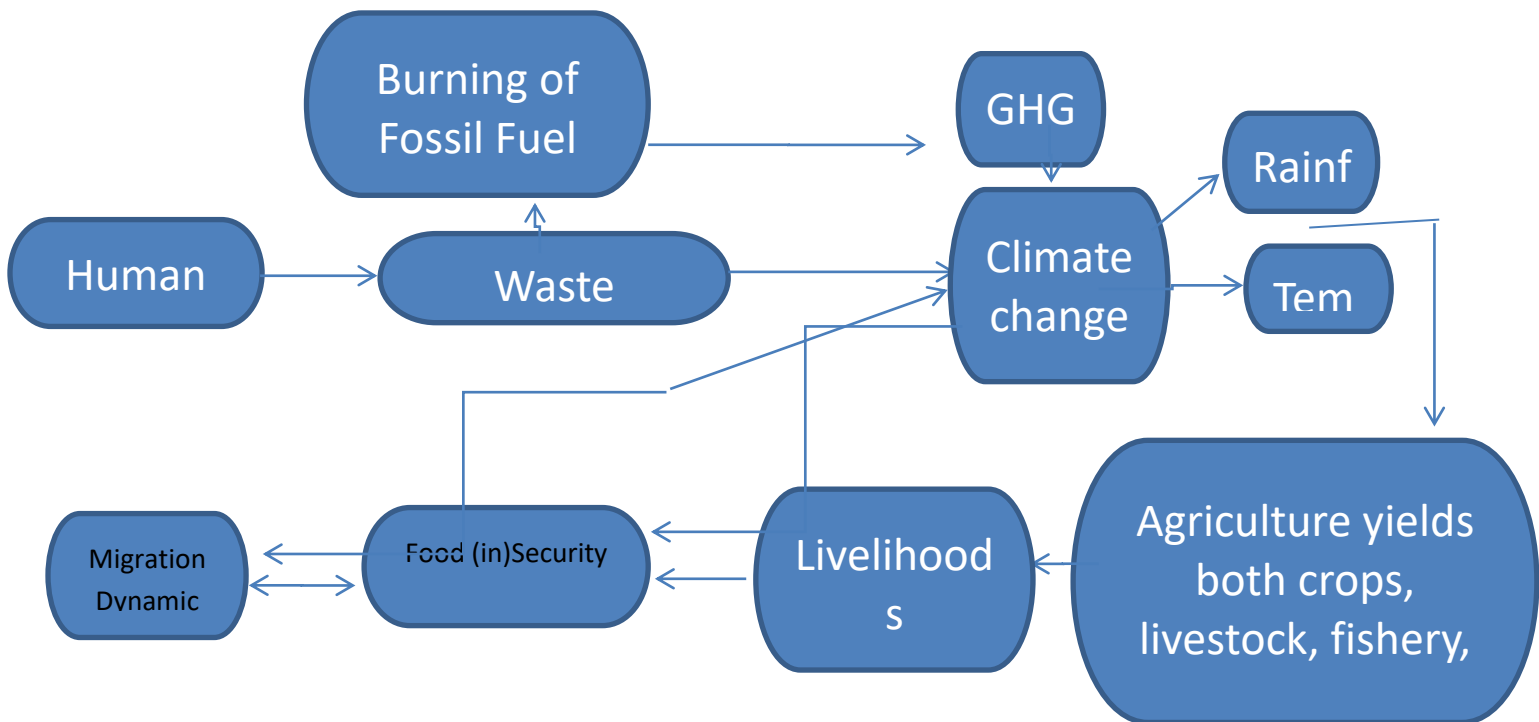 Burning of
Fossil Fuel
GHG
Rainf
Human
Waste
Climate
change
Tem
Migration
Dynamic
Food (in)Security
Livelihood
s
Agriculture yields
both crops,
livestock, fishery,